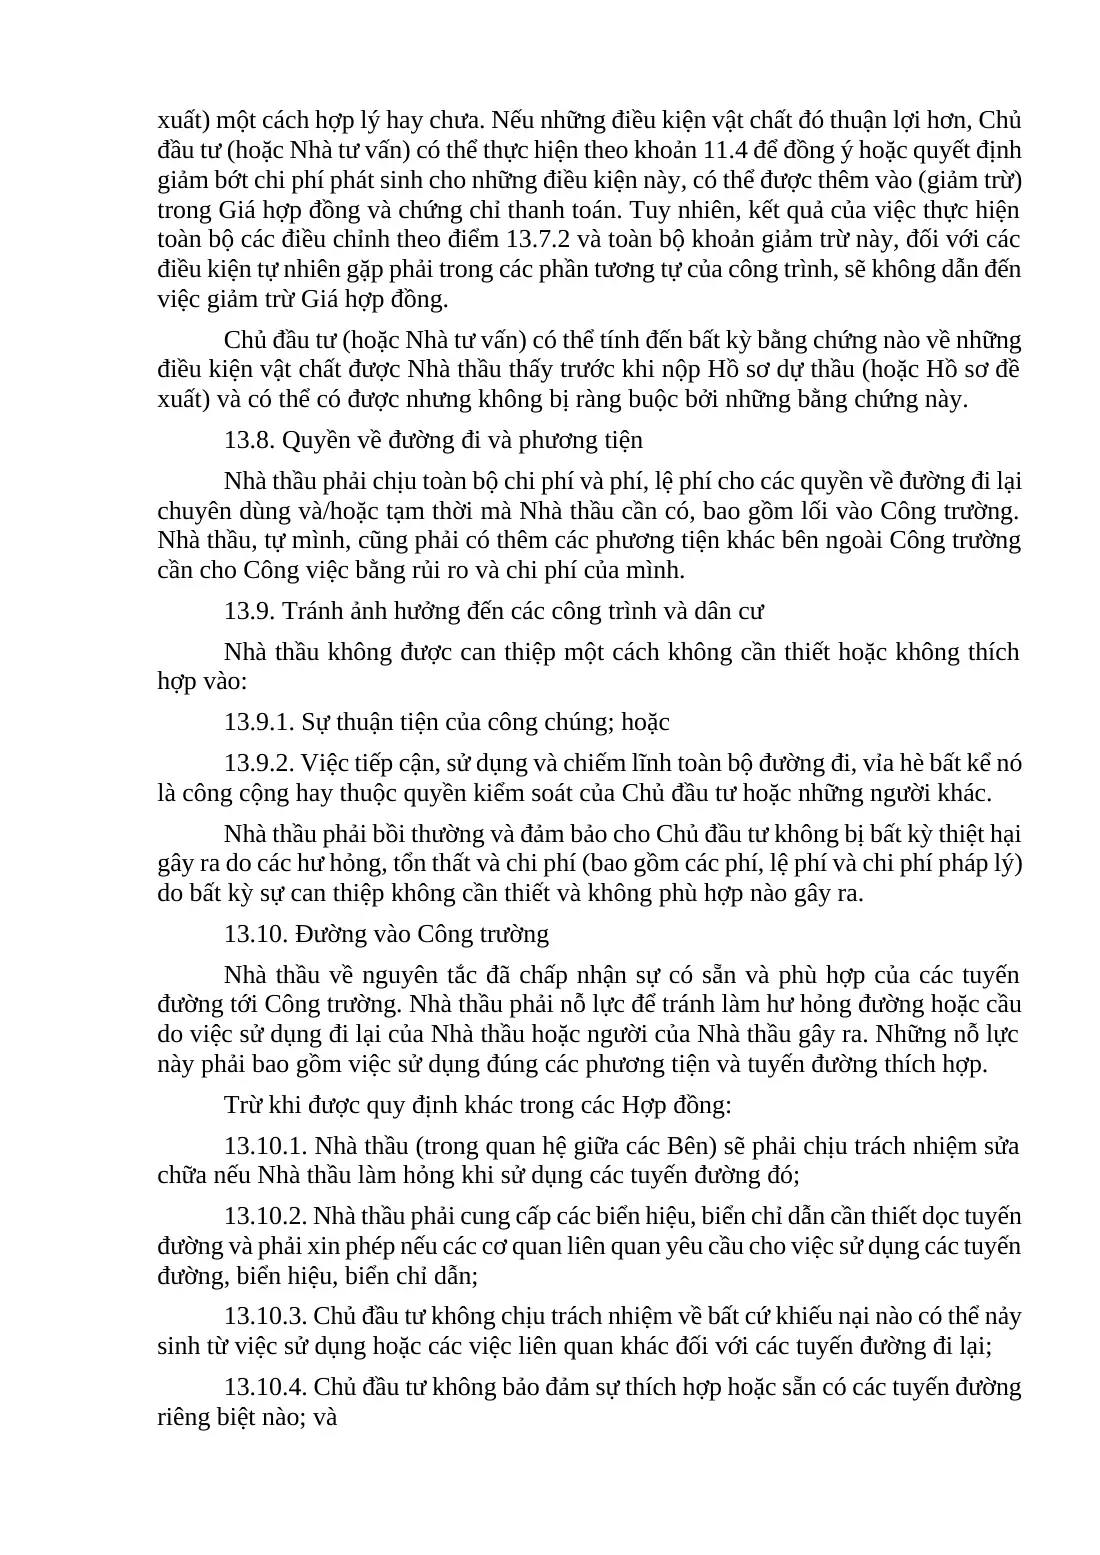 xuất) một cách hợp lý hay chưa. Nếu những điều kiện vật chất đó thuận lợi hơn, Chủ
đầu tư (hoặc Nhà tư vấn) có thể thực hiện theo khoản 11.4 để đồng ý hoặc quyết định
giảm bớt chi phí phát sinh cho những điều kiện này, có thể được thêm vào (giảm trừ)
trong Giá hợp đồng và chứng chỉ thanh toán. Tuy nhiên, kết quả của việc thực hiện
toàn bộ các điều chỉnh theo điểm 13.7.2 và toàn bộ khoản giảm trừ này, đối với các
điều kiện tự nhiên gặp phải trong các phần tương tự của công trình, sẽ không dẫn đến
việc giảm trừ Giá hợp đồng.
Chủ đầu tư (hoặc Nhà tư vấn) có thể tính đến bất kỳ bằng chứng nào về những
điều kiện vật chất được Nhà thầu thấy trước khi nộp Hồ sơ dự thầu (hoặc Hồ sơ đề
xuất) và có thể có được nhưng không bị ràng buộc bởi những bằng chứng này.
13.8. Quyền về đường đi và phương tiện
Nhà thầu phải chịu toàn bộ chi phí và phí, lệ phí cho các quyền về đường đi lại
chuyên dùng và/hoặc tạm thời mà Nhà thầu cần có, bao gồm lối vào Công trường.
Nhà thầu, tự mình, cũng phải có thêm các phương tiện khác bên ngoài Công trường
cần cho Công việc bằng rủi ro và chi phí của mình.
13.9. Tránh ảnh hưởng đến các công trình và dân cư
Nhà thầu không được can thiệp một cách không cần thiết hoặc không thích
hợp vào:
13.9.1. Sự thuận tiện của công chúng; hoặc
13.9.2. Việc tiếp cận, sử dụng và chiếm lĩnh toàn bộ đường đi, vỉa hè bất kể nó
là công cộng hay thuộc quyền kiểm soát của Chủ đầu tư hoặc những người khác.
Nhà thầu phải bồi thường và đảm bảo cho Chủ đầu tư không bị bất kỳ thiệt hại
gây ra do các hư hỏng, tổn thất và chi phí (bao gồm các phí, lệ phí và chi phí pháp lý)
do bất kỳ sự can thiệp không cần thiết và không phù hợp nào gây ra.
13.10. Đường vào Công trường
Nhà thầu về nguyên tắc đã chấp nhận sự có sẵn và phù hợp của các tuyến
đường tới Công trường. Nhà thầu phải nỗ lực để tránh làm hư hỏng đường hoặc cầu
do việc sử dụng đi lại của Nhà thầu hoặc người của Nhà thầu gây ra. Những nỗ lực
này phải bao gồm việc sử dụng đúng các phương tiện và tuyến đường thích hợp.
Trừ khi được quy định khác trong các Hợp đồng:
13.10.1. Nhà thầu (trong quan hệ giữa các Bên) sẽ phải chịu trách nhiệm sửa
chữa nếu Nhà thầu làm hỏng khi sử dụng các tuyến đường đó;
13.10.2. Nhà thầu phải cung cấp các biển hiệu, biển chỉ dẫn cần thiết dọc tuyến
đường và phải xin phép nếu các cơ quan liên quan yêu cầu cho việc sử dụng các tuyến
đường, biển hiệu, biển chỉ dẫn;
13.10.3. Chủ đầu tư không chịu trách nhiệm về bất cứ khiếu nại nào có thể nảy
sinh từ việc sử dụng hoặc các việc liên quan khác đối với các tuyến đường đi lại;
13.10.4. Chủ đầu tư không bảo đảm sự thích hợp hoặc sẵn có các tuyến đường
riêng biệt nào; và